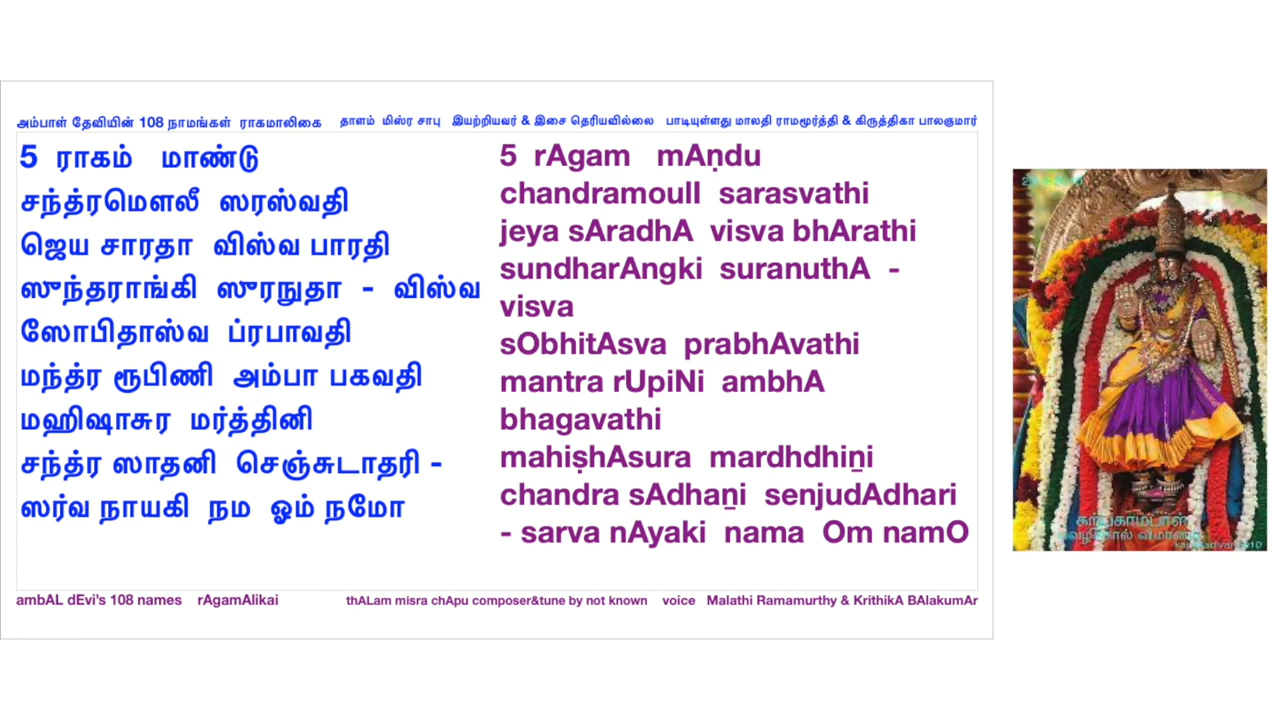 அம்பாள் தேவியின் 108 நாமங்கள் ராகமாலிகை தாளம் மிஸ்ர சாபு இயற்றியவர் & இசை தெரியவில்லை பாடியுள்ளது மாலதி ராமமூர்த்தி & கிருத்திகா பாலகுமார்
5 ராகம் மாண்டு
சந்த்ரமௌலீ ஸரஸ்வதி
ஜெய சாரதா விஸ்வ பாரதி
ஸுந்தராங்கி ஸுரநுதா - விஸ்வ
ஸோபிதாஸ்வ ப்ரபாவதி
மந்த்ர ரூபிணி அம்பா பகவதி
மஹிஷாசுர மர்த்தினி
சந்த்ர ஸாதனி செஞ்சுடாதரி -
ஸர்வ நாயகி நம ஓம் நமோ
5 rAgam mAṇdu
chandramoulI sarasvathi
jeya sAradhA visva bhArathi
sundharAngki suranuthA -
visva
sObhitAsva prabhAvathi
mantra rUpiNi ambhA
bhagavathi
mahiṣhAsura mardhdhiṉi
chandra sAdhaṉi senjudAdhari
- sarva nAyaki nama Om namO
ambAL dEvi's 108 names rAgamAlikai thALam misra chApu composer&tune by not known voice Malathi Ramamurthy & KrithikA BAlakumAr
காமாட்சி